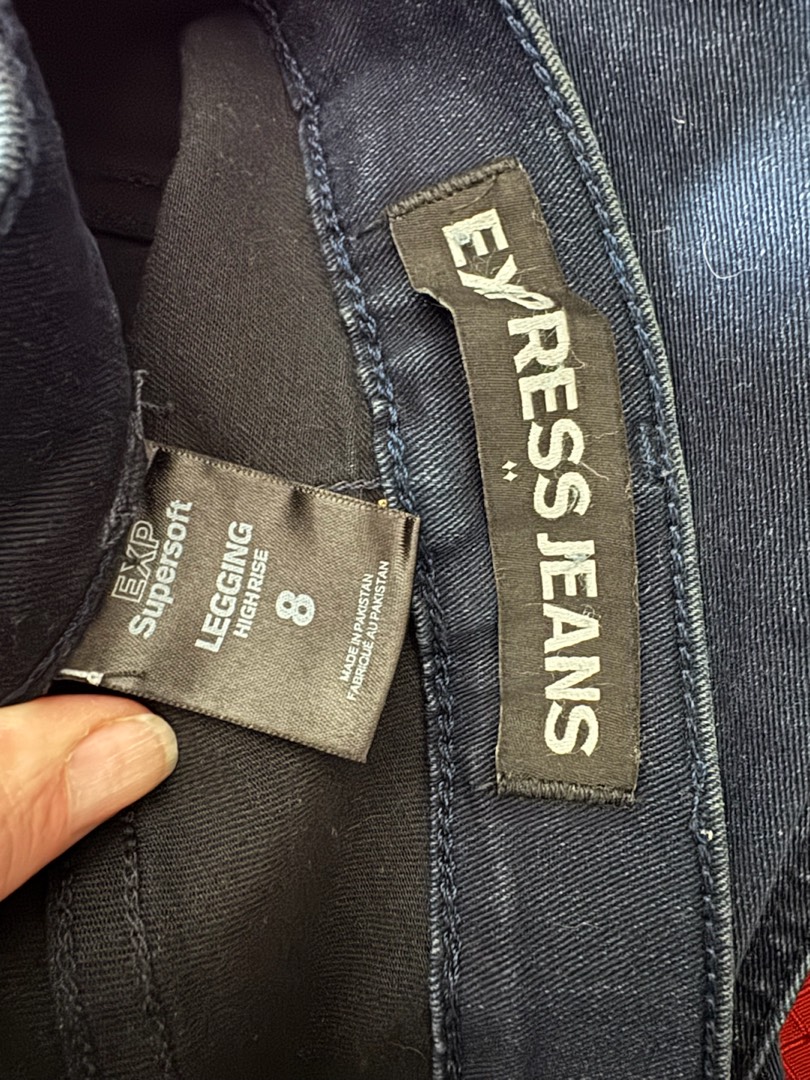 EXPRESS JEANS
EXP
Supersoft
LEGGING
HIGH RISE
8
MADE IN PAKISTAN
FABRIQUÉ AU PAKISTAN